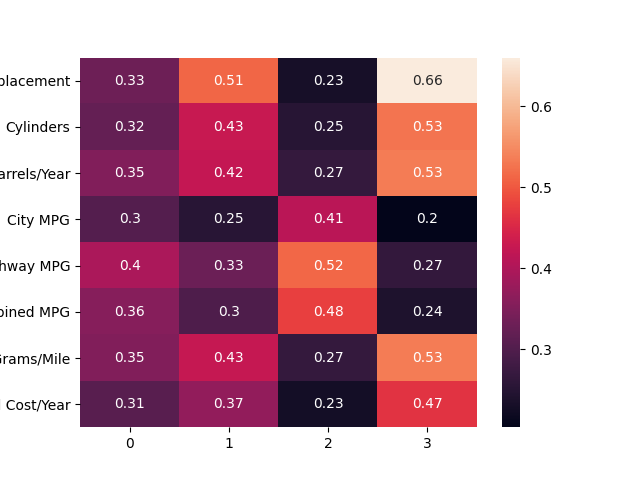 placement 0.33 0.51 0.23 0.66
Cylinders 0.32 0.43 0.25 0.53
arrels/Year 0.35 0.42 0.27 0.53
City MPG 0.3 0.25 0.41 0.2
hway MPG 0.4 0.33 0.52 0.27
bined MPG 0.36 0.3 0.48 0.24
Grams/Mile 0.35 0.43 0.27 0.53
Cost/Year 0.31 0.37 0.23 0.47
0 1 2 3
0.6
0.5
0.4
0.3